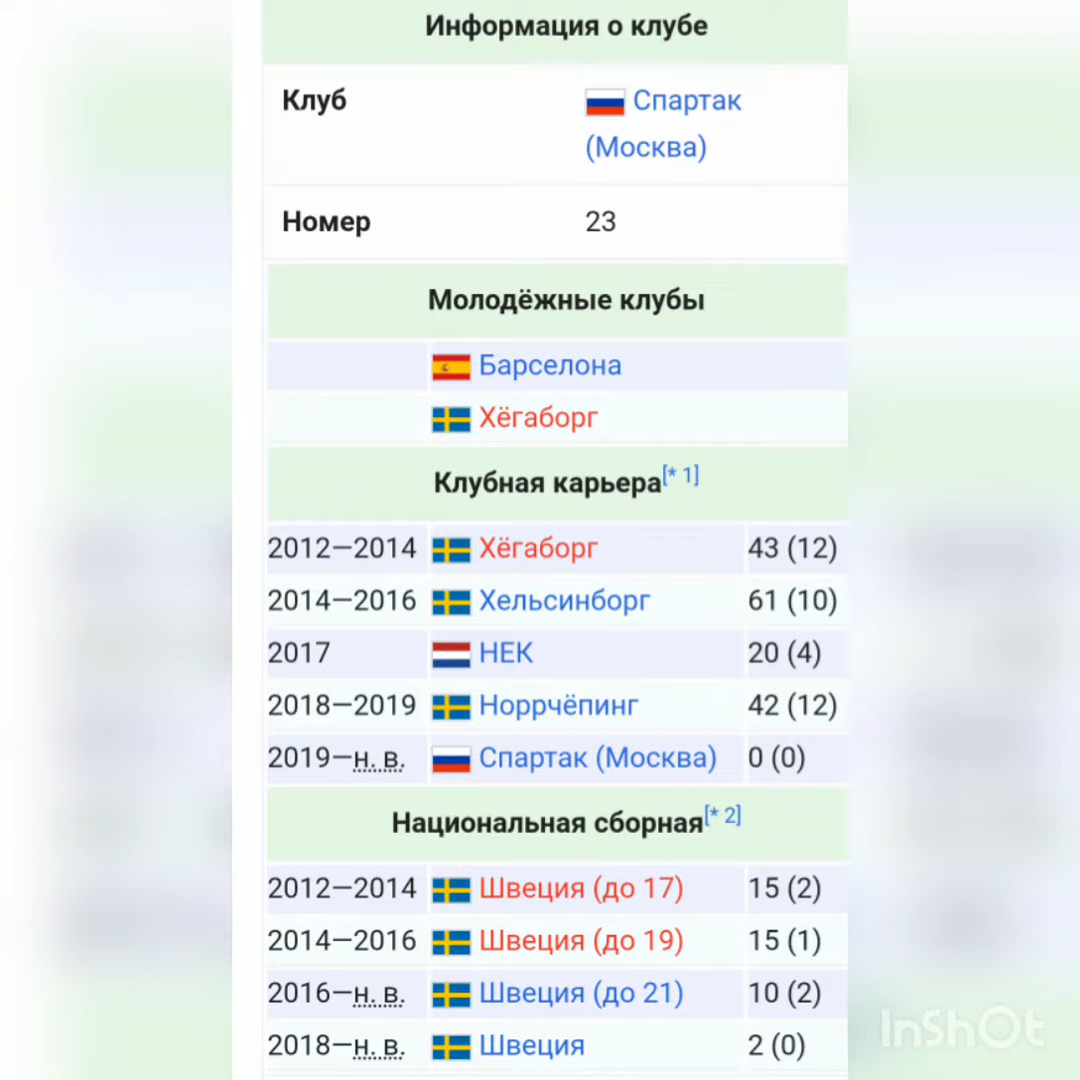 Информация о клубе
Клуб Спартак
(Москва)
Номер 23
Молодёжные клубы
Барселона
Хёгаборг
Клубная карьера[* 1]
2012—2014 Хёгаборг 43 (12)
2014—2016 Хельсинборг 61 (10)
2017 НЕК 20 (4)
2018—2019 Норрчёпинг 42 (12)
2019—н. в. Спартак (Москва) 0 (0)
Национальная сборная[* 2]
2012—2014 Швеция (до 17) 15 (2)
2014—2016 Швеция (до 19) 15 (1)
2016—н. в. Швеция (до 21) 10 (2)
2018—н. в. Швеция 2 (0)
InShOt